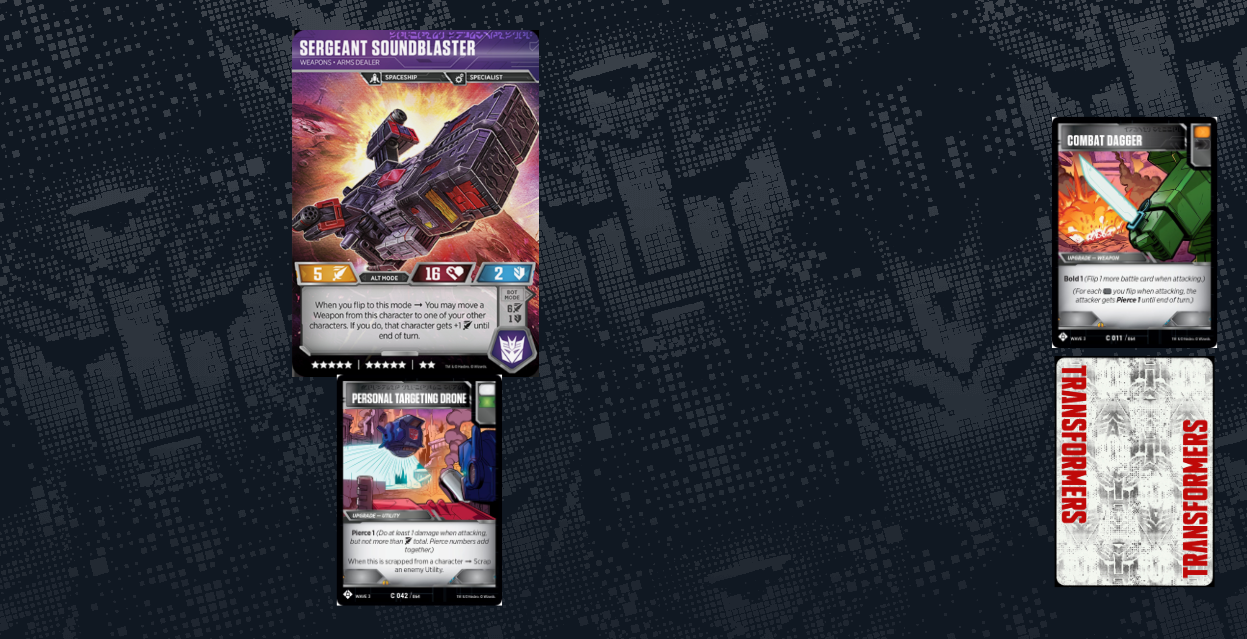 SERGEANT SOUNDBLASTER
WEAPONS • ARMS DEALER
SPACESHIP
SPECIALIST
5
ALT MODE
16
2
When you flip to this mode → You may move a
Weapon from this character to one of your other
characters. If you do, that character gets +1 until
end of turn.
BOT
MODE
6
1
PERSONAL TARGETING DRONE
UPGRADE — UTILITY
Pierce 1 (Do at least 1 damage when attacking,
but not more than total. Pierce numbers add
together.)
When this is scrapped from a character → Scrap
an enemy Utility.
WAVE 3
C 042 /
COMBAT DAGGER
UPGRADE — WEAPON
Bold 1 (Flip 1 more battle card when attacking.)
(For each you flip when attacking, the
attacker gets Pierce 1 until end of turn.)
WAVE 3
C 011 /
TRANSFORMERS
TRANSFORMERS